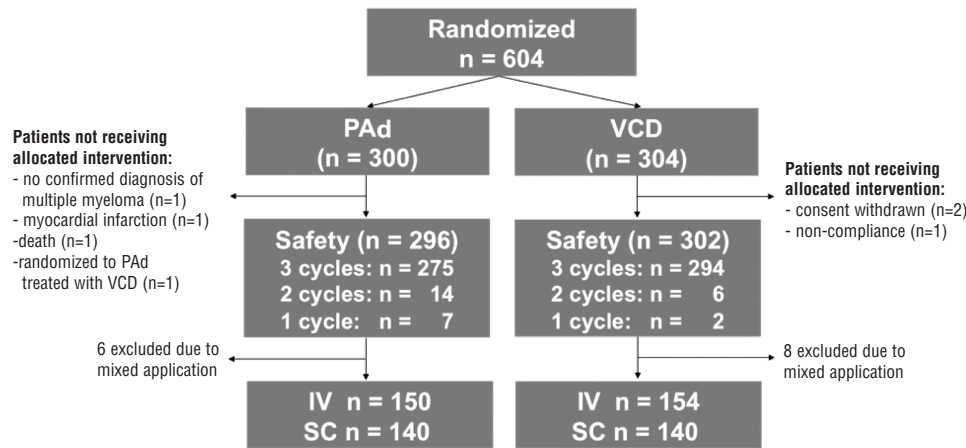 Randomized
n = 604
PAd
(n = 300)
VCD
(n = 304)
Patients not receiving
allocated intervention:
- no confirmed diagnosis of
multiple myeloma (n=1)
- myocardial infarction (n=1)
-death (n=1)
-randomized to PAd
treated with VCD (n=1)
Patients not receiving
allocated intervention:
- consent withdrawn (n=2)
- non-compliance (n=1)
Safety (n = 296)
3 cycles: n = 275
2 cycles: n = 14
1 cycle: n = 7
Safety (n = 302)
3 cycles: n = 294
2 cycles: n = 6
1 cycle: n = 2
6 excluded due to
mixed application
8 excluded due to
mixed application
IV n = 150
SC n = 140
IV n = 154
SC n = 140